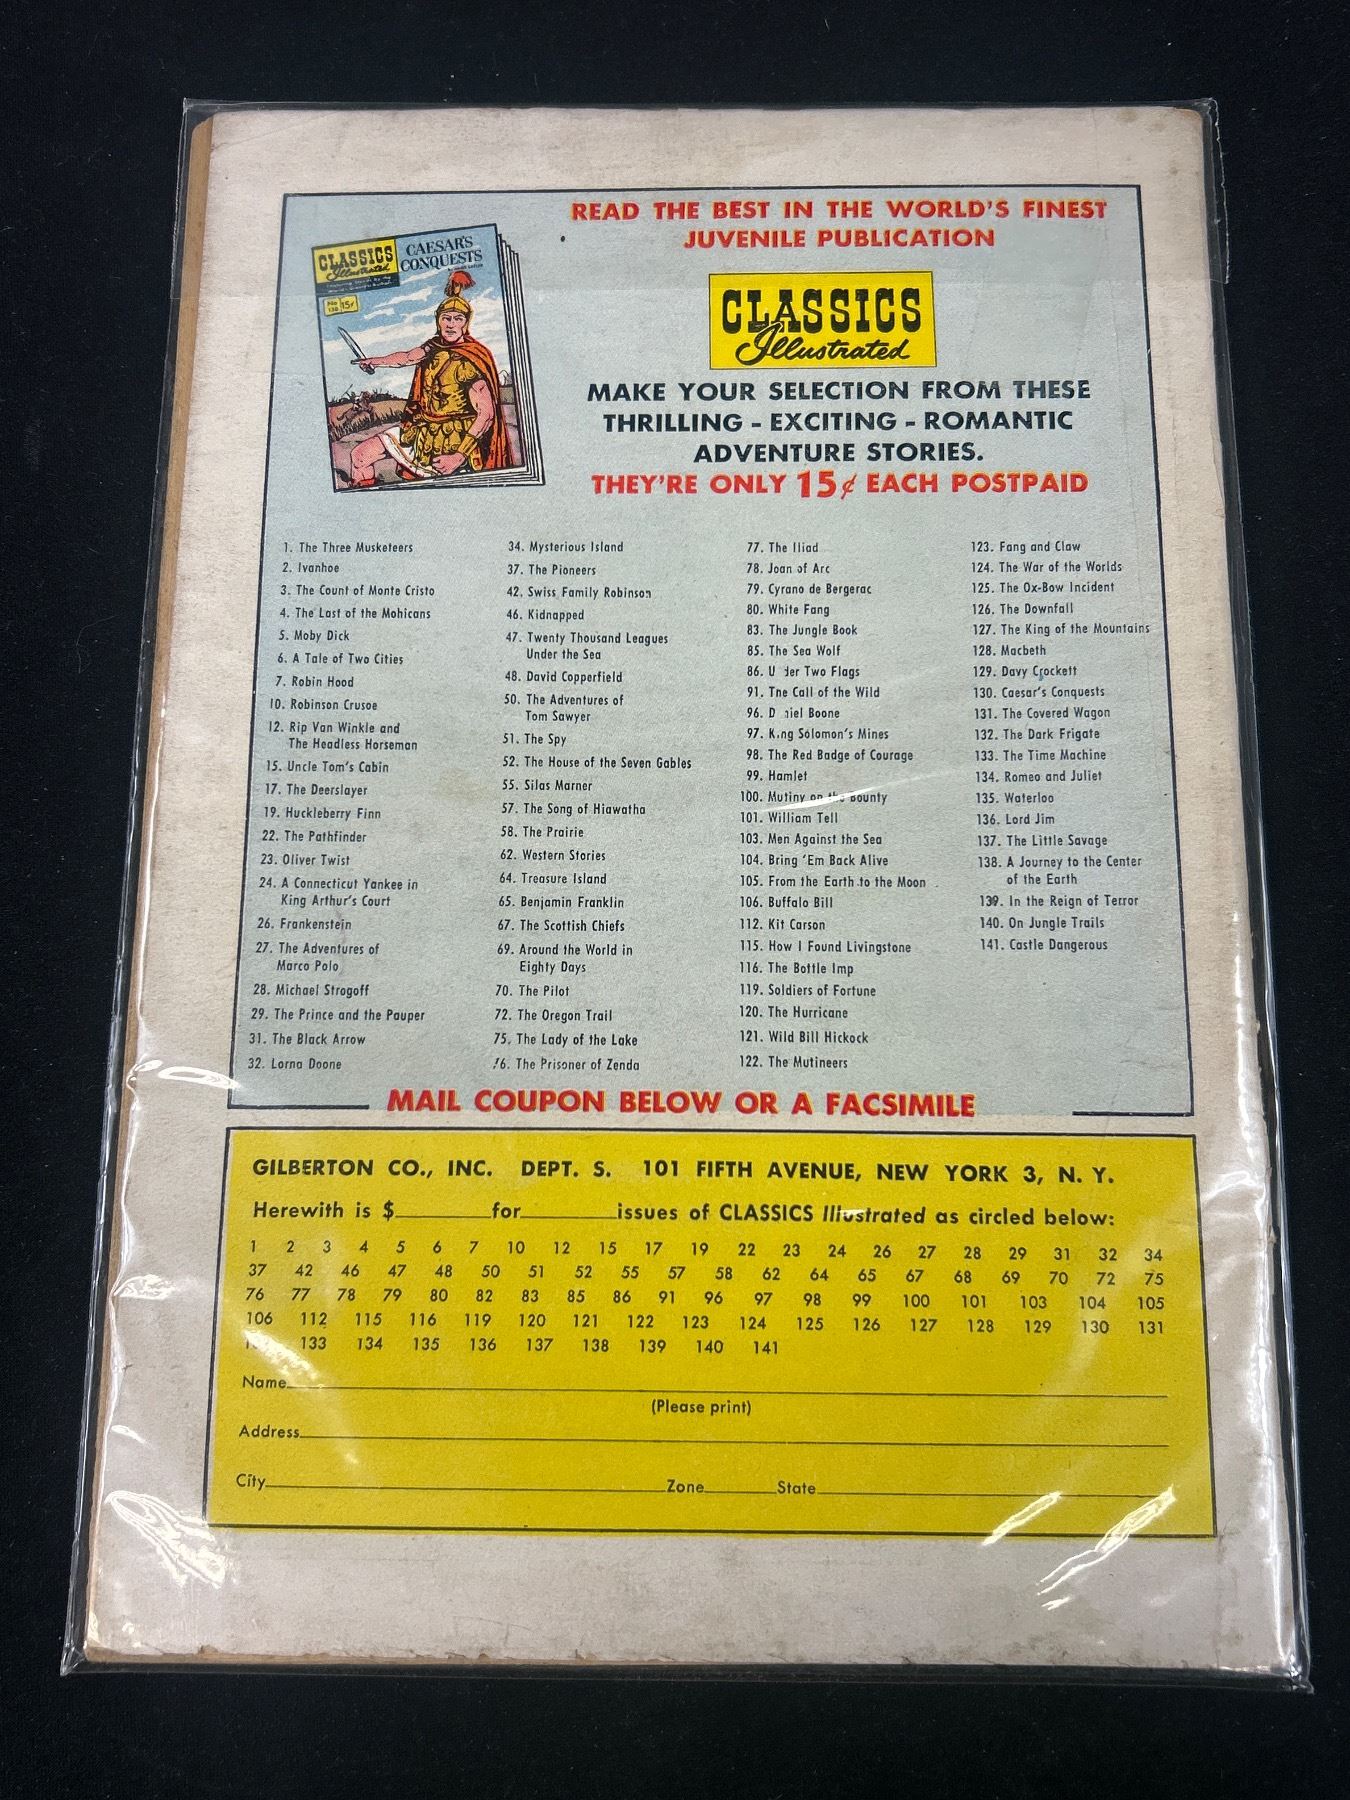 READ THE BEST IN THE WORLD'S FINEST
JUVENILE PUBLICATION
CLASSICS
Illustrated
CAESAR'S
CONQUESTS
No
130
15¢
CLASSICS
Illustrated
MAKE YOUR SELECTION FROM THESE
THRILLING - EXCITING - ROMANTIC
ADVENTURE STORIES.
THEY'RE ONLY 15¢ EACH POSTPAID
1. The Three Musketeers
2. Ivanhoe
3. The Count of Monte Cristo
4. The Last of the Mohicans
5. Moby Dick
6. A Tale of Two Cities
7. Robin Hood
10. Robinson Crusoe
12. Rip Van Winkle and
The Headless Horseman
15. Uncle Tom's Cabin
17. The Deerslayer
19. Huckleberry Finn
22. The Pathfinder
23. Oliver Twist
24. A Connecticut Yankee in
King Arthur's Court
26. Frankenstein
27. The Adventures of
Marco Polo
28. Michael Strogoff
29. The Prince and the Pauper
31. The Black Arrow
32. Lorna Doone
34. Mysterious Island
37. The Pioneers
42. Swiss Family Robinson
46. Kidnapped
47. Twenty Thousand Leagues
Under the Sea
48. David Copperfield
50. The Adventures of
Tom Sawyer
51. The Spy
52. The House of the Seven Gables
55. Silas Marner
57. The Song of Hiawatha
58. The Prairie
62. Western Stories
64. Treasure Island
65. Benjamin Franklin
67. The Scottish Chiefs
69. Around the World in
Eighty Days
70. The Pilot
72. The Oregon Trail
75. The Lady of the Lake
76. The Prisoner of Zenda
77. The Iliad
78. Joan of Arc
79. Cyrano de Bergerac
80. White Fang
83. The Jungle Book
85. The Sea Wolf
86. Under Two Flags
91. The Call of the Wild
96. Daniel Boone
97. King Solomon's Mines
98. The Red Badge of Courage
99. Hamlet
100. Mutiny on the Bounty
101. William Tell
103. Men Against the Sea
104. Bring 'Em Back Alive
105. From the Earth to the Moon
106. Buffalo Bill
112. Kit Carson
115. How I Found Livingstone
116. The Bottle Imp
119. Soldiers of Fortune
120. The Hurricane
121. Wild Bill Hickock
122. The Mutineers
123. Fang and Claw
124. The War of the Worlds
125. The Ox-Bow Incident
126. The Downfall
127. The King of the Mountains
128. Macbeth
129. Davy Crockett
130. Caesar's Conquests
131. The Covered Wagon
132. The Dark Frigate
133. The Time Machine
134. Romeo and Juliet
135. Waterloo
136. Lord Jim
137. The Little Savage
138. A Journey to the Center
of the Earth
139. In the Reign of Terror
140. On Jungle Trails
141. Castle Dangerous
MAIL COUPON BELOW OR A FACSIMILE
GILBERTON CO., INC. DEPT. S. 101 FIFTH AVENUE, NEW YORK 3, N. Y.
Herewith is $ for issues of CLASSICS Illustrated as circled below:
1 2 3 4 5 6 7 10 12 15 17 19 22 23 24 26 27 28 29 31 32 34
37 42 46 47 48 50 51 52 55 57 58 62 64 65 67 68 69 70 72 75
76 77 78 79 80 82 83 85 86 91 96 97 98 99 100 101 103 104 105
106 112 115 116 119 120 121 122 123 124 125 126 127 128 129 130 131
133 134 135 136 137 138 139 140 141
Name
(Please print)
Address
City Zone State